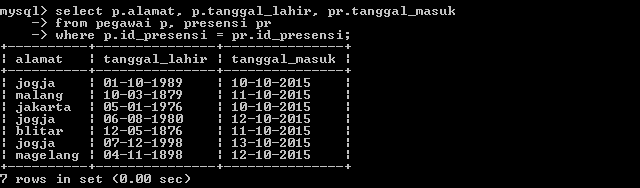 mysql> select p.alamat, p.tanggal_lahir, pr.tanggal_masuk
    -> from pegawai p, presensi pr
    -> where p.id_presensi = pr.id_presensi;
+----------+---------------+---------------+
| alamat   | tanggal_lahir | tanggal_masuk |
+----------+---------------+---------------+
| jogja    | 01-10-1989    | 10-10-2015    |
| malang   | 10-03-1879    | 11-10-2015    |
| jakarta  | 05-01-1976    | 10-10-2015    |
| jogja    | 06-08-1980    | 12-10-2015    |
| blitar   | 12-05-1876    | 11-10-2015    |
| jogja    | 07-12-1998    | 13-10-2015    |
| magelang | 04-11-1898    | 12-10-2015    |
+----------+---------------+---------------+
7 rows in set (0.00 sec)